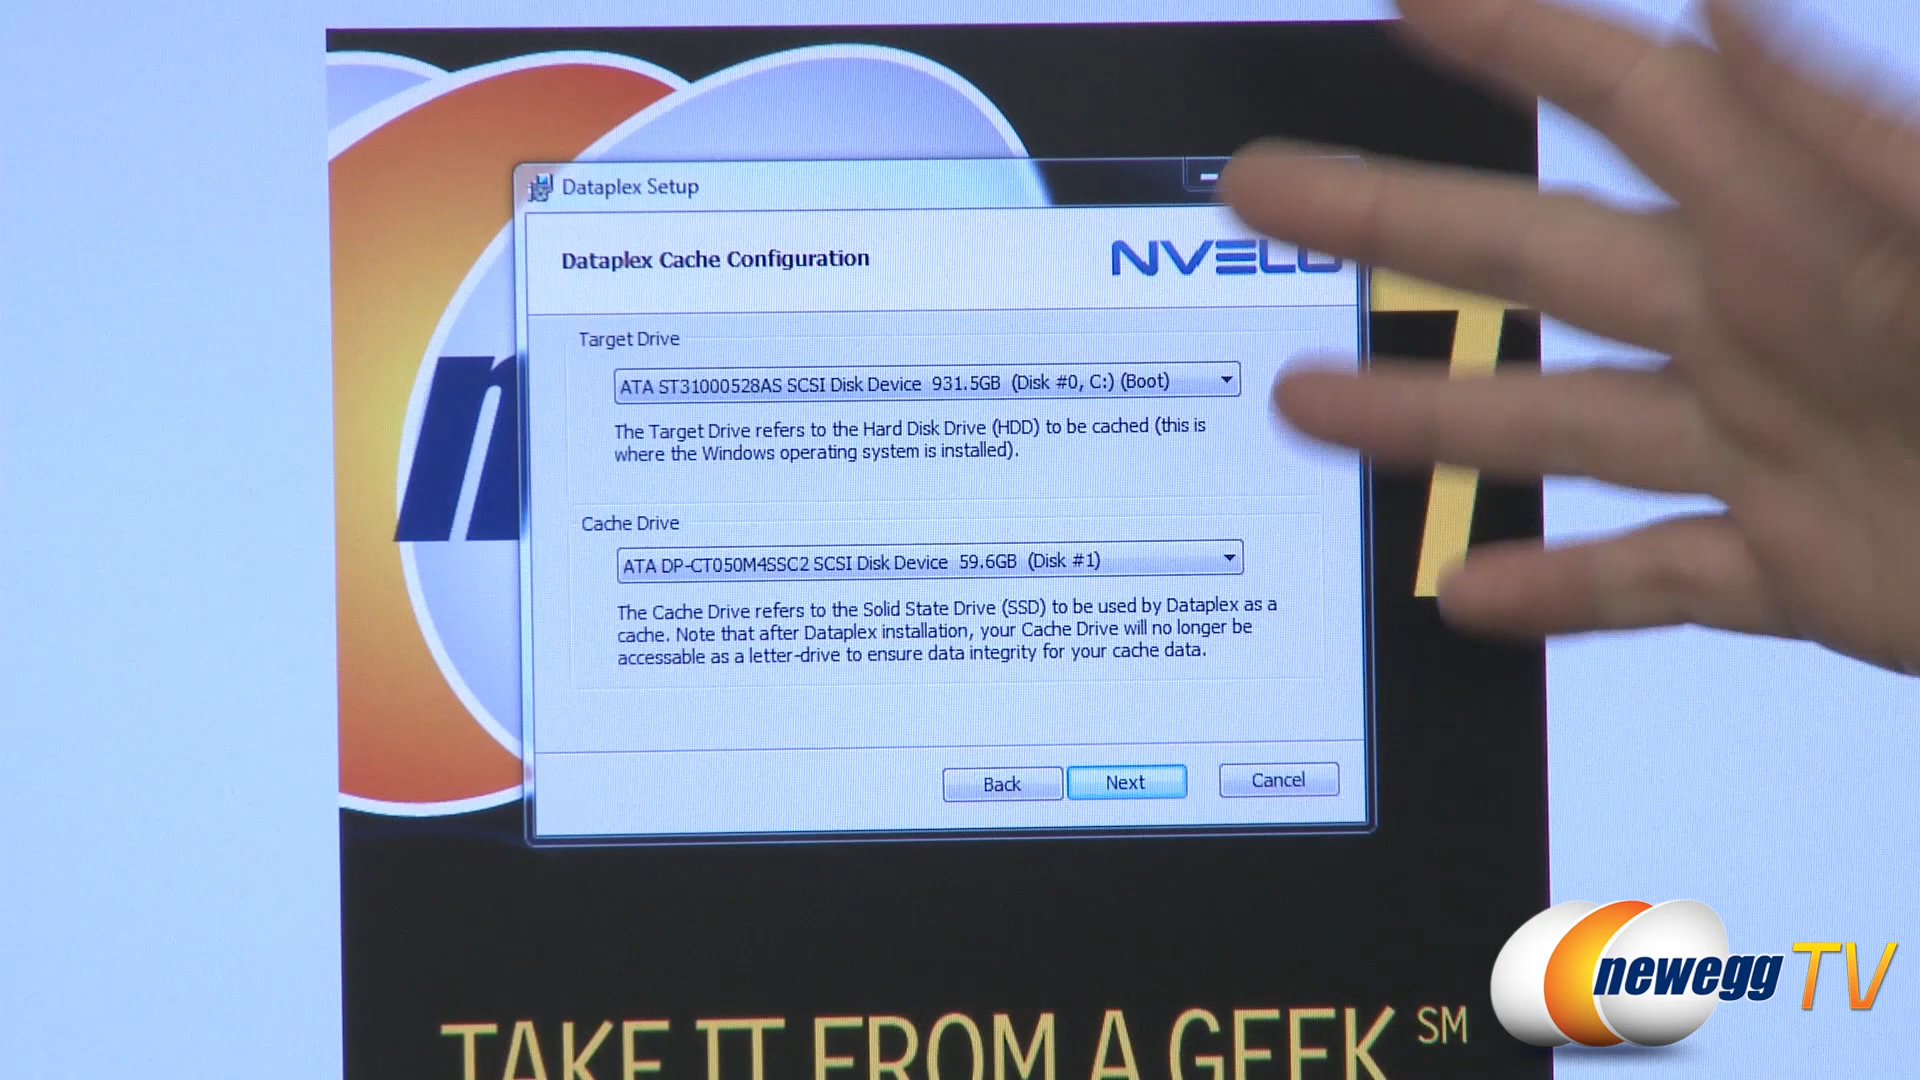 Dataplex Setup
Dataplex Cache Configuration
Target Drive
ATA ST31000528AS SCSI Disk Device 931.5GB (Disk #0, C:) (Boot)
The Target Drive refers to the Hard Disk Drive (HDD) to be cached (this is
where the Windows operating system is installed).
Cache Drive
ATA DP-CT050M4SSC2 SCSI Disk Device 59.6GB (Disk #1)
The Cache Drive refers to the Solid State Drive (SSD) to be used by Dataplex as a
cache. Note that after Dataplex installation, your Cache Drive will no longer be
accessable as a letter-drive to ensure data integrity for your cache data.
Back Next Cancel
newegg TV
TAKE IT FROM A GEEK SM